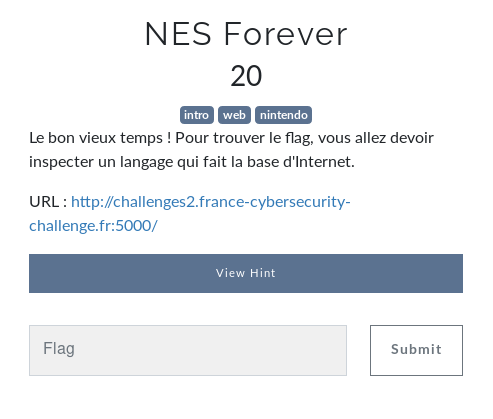 NES Forever
20
intro web nintendo
Le bon vieux temps ! Pour trouver le flag, vous allez devoir
inspecter un langage qui fait la base d'Internet.
URL : http://challenges2.france-cybersecurity-
challenge.fr:5000/
View Hint
Flag Submit